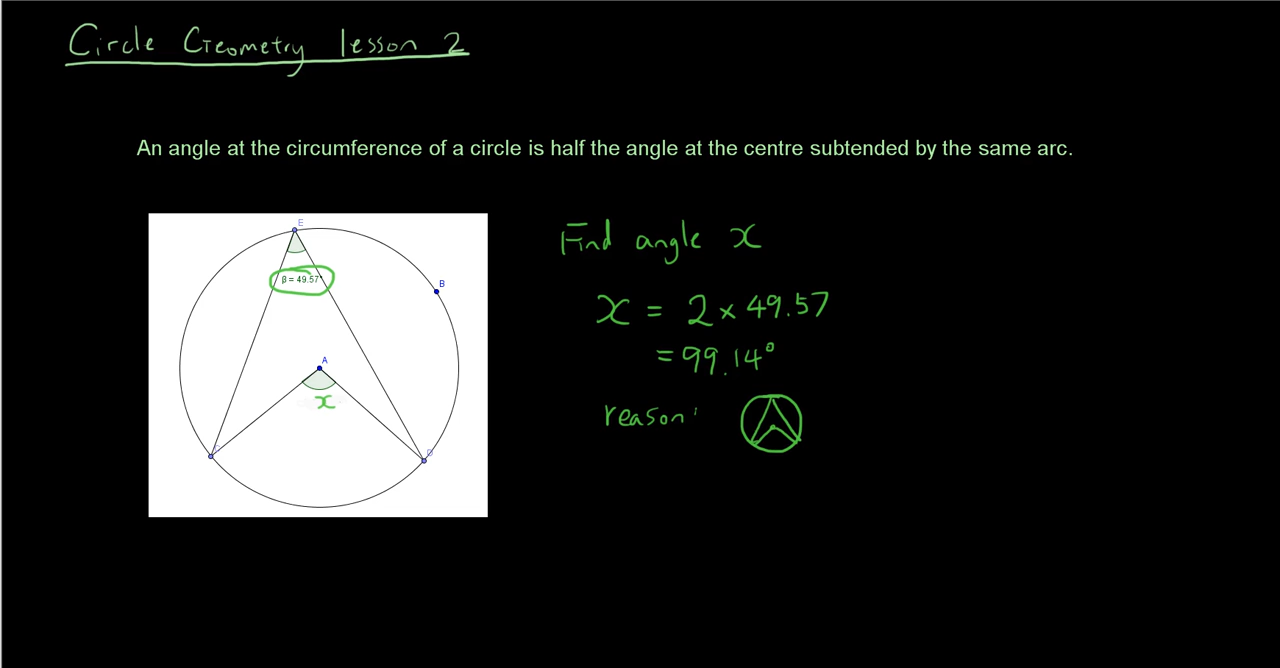 Circle Geometry lesson 2
An angle at the circumference of a circle is half the angle at the centre subtended by the same arc.
E
β = 49.57°
B
A
x
C
D
Find angle x
x = 2 × 49.57
= 99.14°
reason: